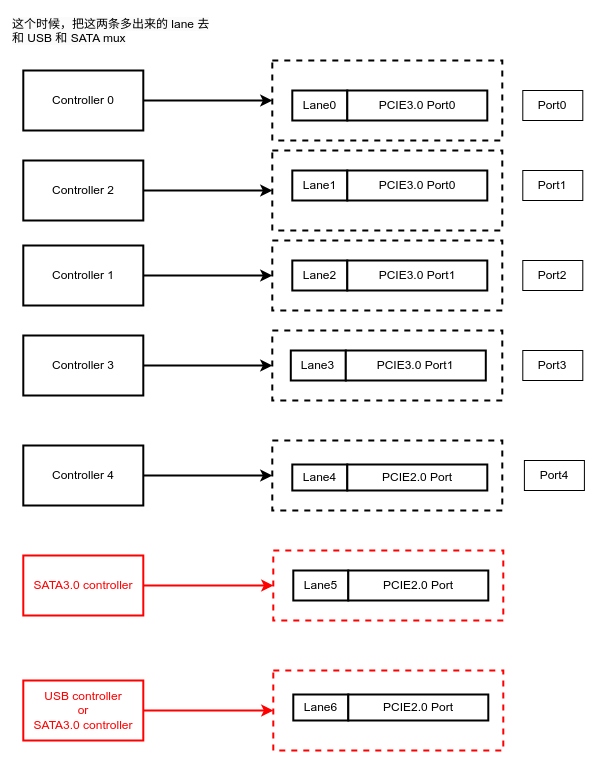 这个时候，把这两条多出来的 lane 去
和 USB 和 SATA mux
Controller 0
Lane0
PCIE3.0 Port0
Port0
Controller 2
Lane1
PCIE3.0 Port0
Port1
Controller 1
Lane2
PCIE3.0 Port1
Port2
Controller 3
Lane3
PCIE3.0 Port1
Port3
Controller 4
Lane4
PCIE2.0 Port
Port4
SATA3.0 controller
Lane5
PCIE2.0 Port
USB controller
or
SATA3.0 controller
Lane6
PCIE2.0 Port